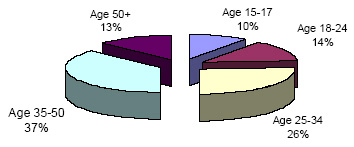 Age 50+
13%
Age 15-17
10%
Age 18-24
14%
Age 35-50
37%
Age 25-34
26%